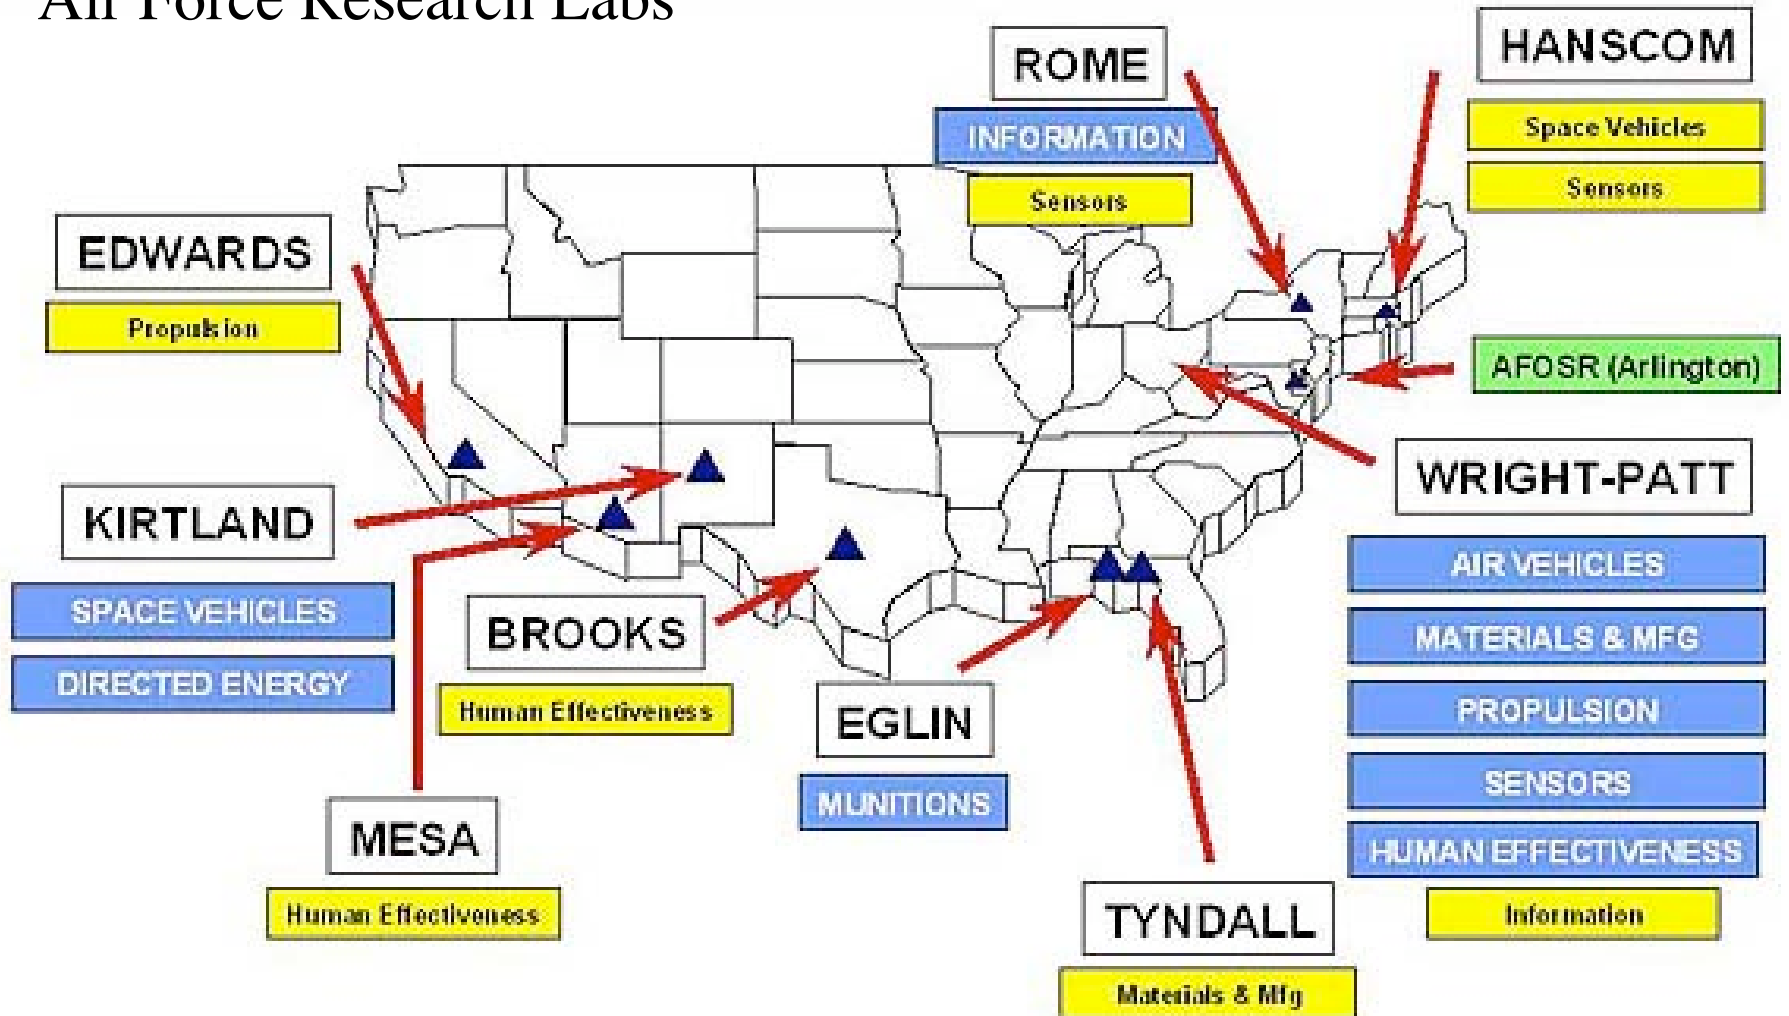 Air Force Research Labs
ROME
INFORMATION
Sensors
HANSCOM
Space Vehicles
Sensors
EDWARDS
Propulsion
AFOSR (Arlington)
KIRTLAND
SPACE VEHICLES
DIRECTED ENERGY
WRIGHT-PATT
AIR VEHICLES
MATERIALS & MFG
PROPULSION
SENSORS
HUMAN EFFECTIVENESS
Information
BROOKS
Human Effectiveness
EGLIN
MUNITIONS
MESA
Human Effectiveness
TYNDALL
Materials & Mfg